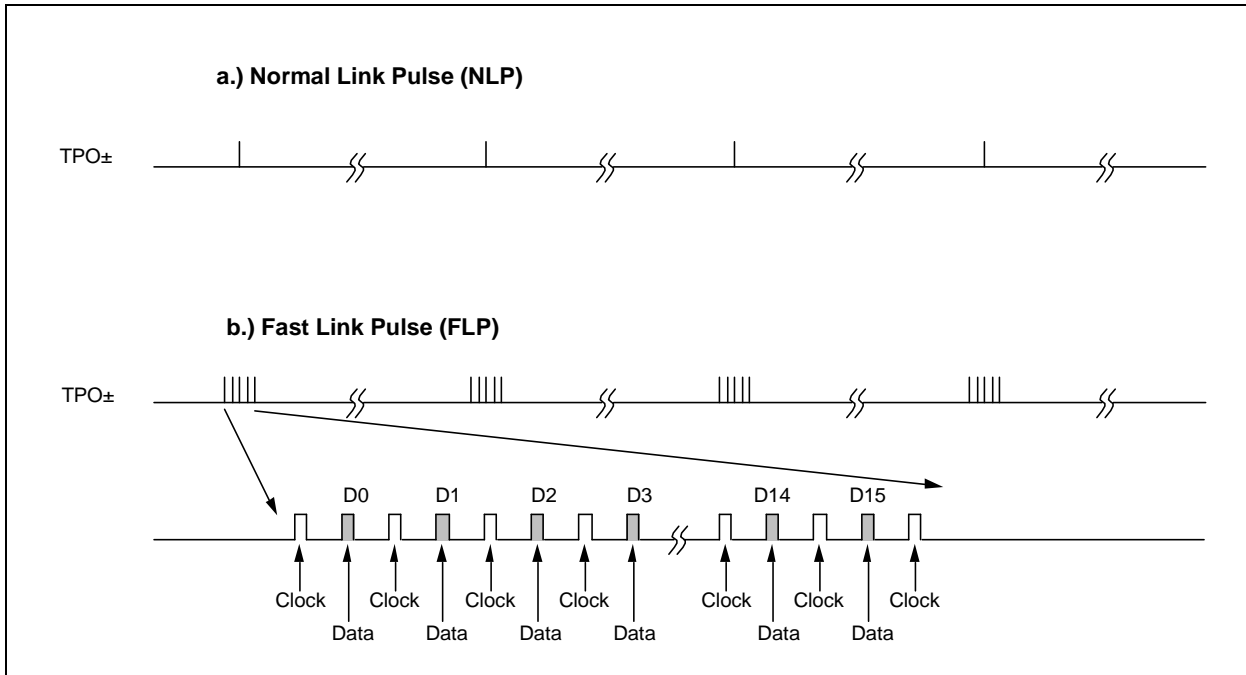 a.) Normal Link Pulse (NLP)
TPO±
b.) Fast Link Pulse (FLP)
TPO±
D0 D1 D2 D3 D14 D15
Clock Clock Clock Clock Clock Clock Clock
Data Data Data Data Data Data